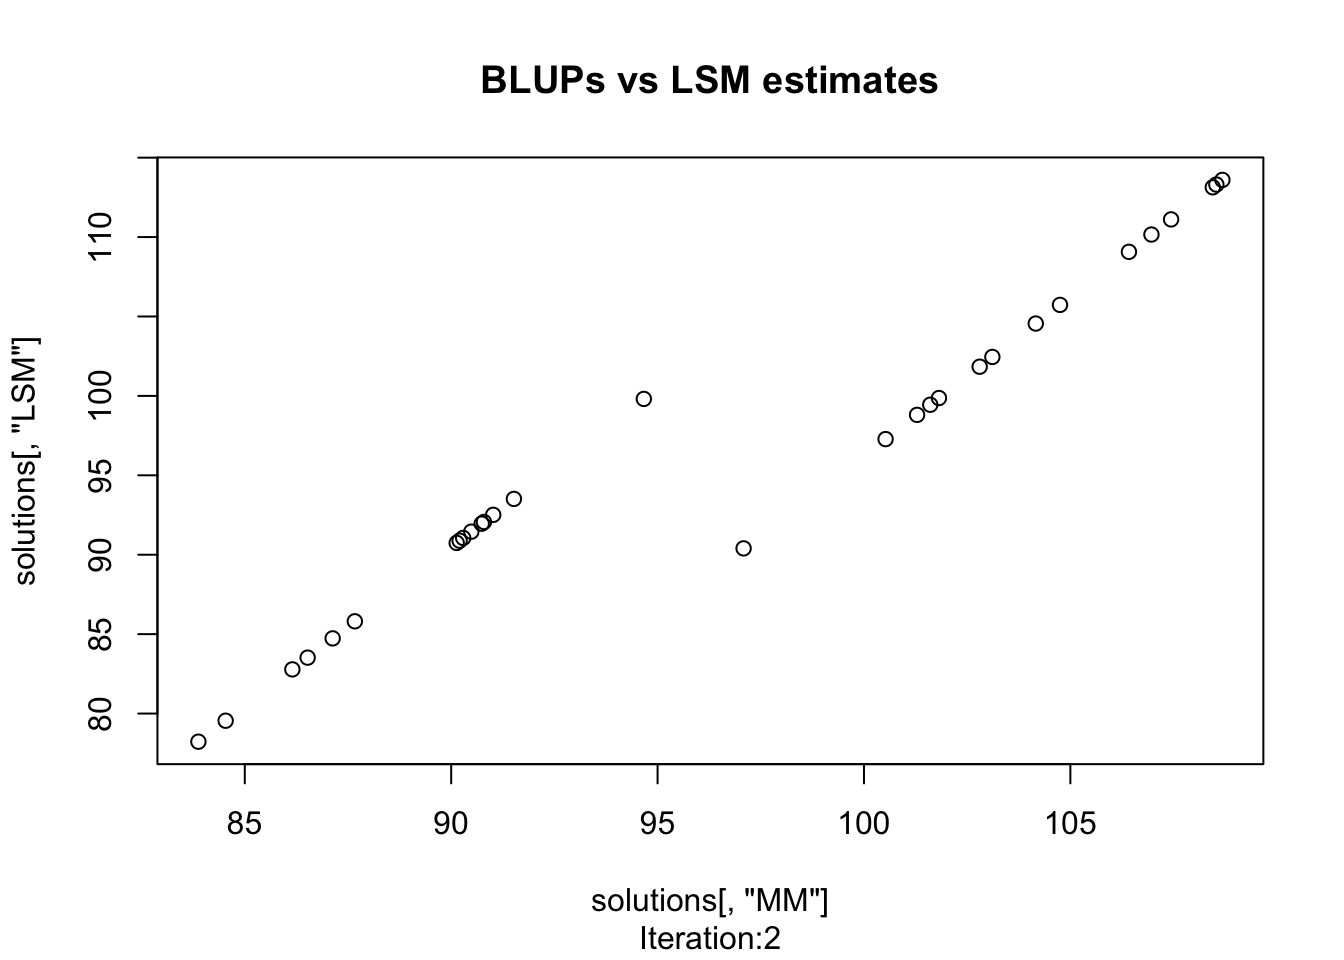 BLUPs vs LSM estimates
solutions[, "LSM"]
110
100
95
90
85
80
85 90 95 100 105
solutions[, "MM"]
Iteration:2